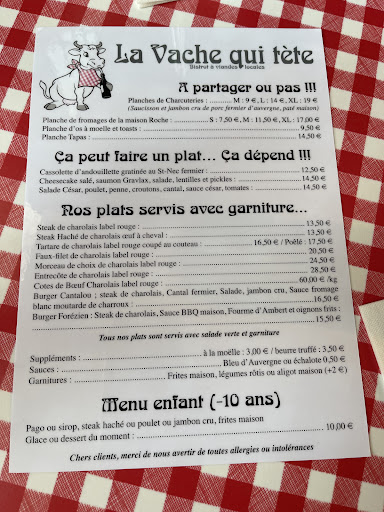 La Vache qui tète
Bistrot à viandes locales
A partager ou pas !!!
Planches de Charcuteries : .......... M : 9 €, L : 14 €, XL : 19 €
(Saucisson et jambon cru de porc fermier d'auvergne, paté maison)
Planche de fromages de la maison Roche : .......... S : 7,50 €, M : 11,50 €, XL : 17,00 €
Planche d'os à moelle et toasts : .......... 9,50 €
Planche Tapas : .......... 14,50 €
Ça peut faire un plat... Ça dépend !!!
Cassolette d'andouillette gratinée au St-Nec fermier : .......... 12,50 €
Cheesecake salé, saumon Gravlax, salade, lentilles et pickles : .......... 14,50 €
Salade César, poulet, penne, croutons, cantal, sauce césar, tomates : .......... 14,50 €
Nos plats servis avec garniture...
Steak de charolais label rouge : .......... 13,50 €
Steak Haché de charolais œuf à cheval : .......... 13,50 €
Tartare de charolais label rouge coupé au couteau : .......... 16,50 € / Poêlé : 17,50 €
Faux-filet de charolais label rouge : .......... 20,50 €
Morceau de choix de charolais label rouge : .......... 24,50 €
Entrecôte de charolais label rouge : .......... 28,50 €
Cotes de Bœuf Charolais label rouge : .......... 60,00 € /kg
Burger Cantalou ; steak de charolais, Cantal fermier, Salade, jambon cru, Sauce fromage
blanc moutarde de charroux : .......... 16,50 €
Burger Forézien : Steak de charolais, Sauce BBQ maison, Fourme d'Ambert et oignons frits :
.......... 15,50 €
Tous nos plats sont servis avec salade verte et garniture
Suppléments : .......... à la moëlle : 3,00 € / beurre truffé : 3,50 €
Sauces : .......... Bleu d'Auvergne ou échalote 0,50 €
Garnitures : .......... Frites maison, légumes rôtis ou aligot maison (+2 €)
Menu enfant (-10 ans)
Pago ou sirop, steak haché ou poulet ou jambon cru, frites maison
Glace ou dessert du moment : .......... 10,00 €
Chers clients, merci de nous avertir de toutes allergies ou intolérances